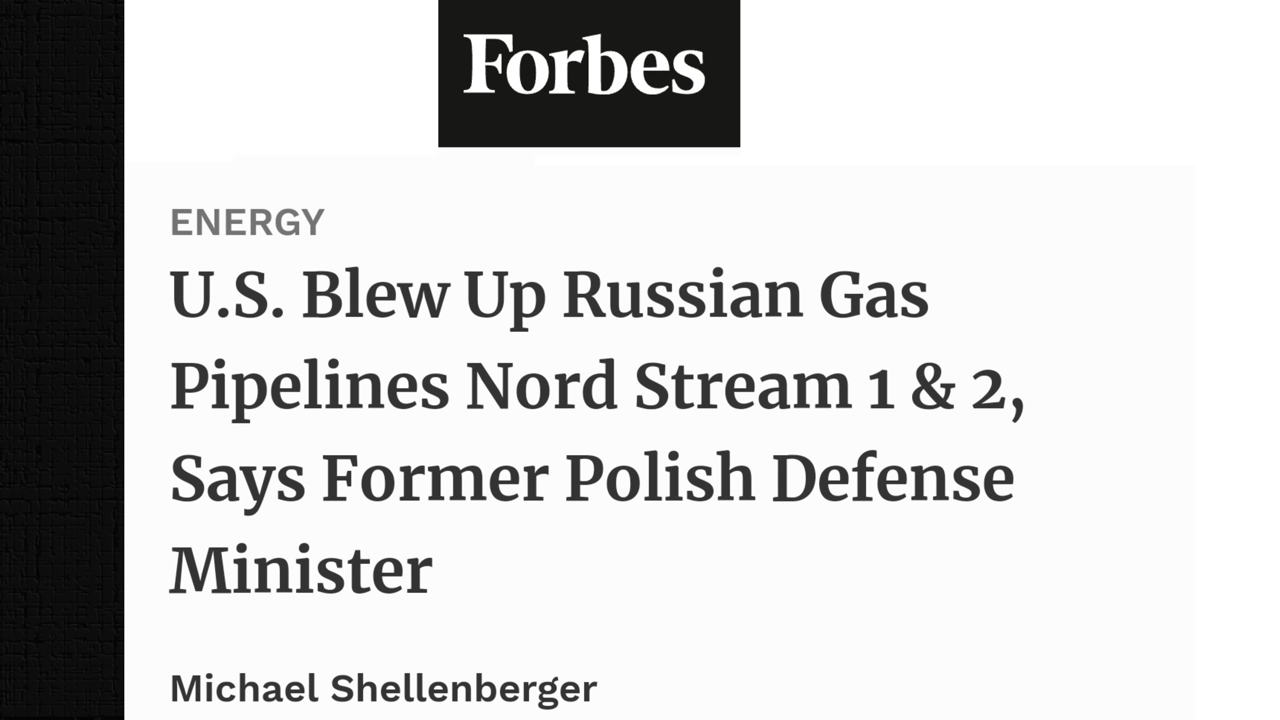 Forbes
ENERGY
U.S. Blew Up Russian Gas
Pipelines Nord Stream 1 & 2,
Says Former Polish Defense
Minister
Michael Shellenberger